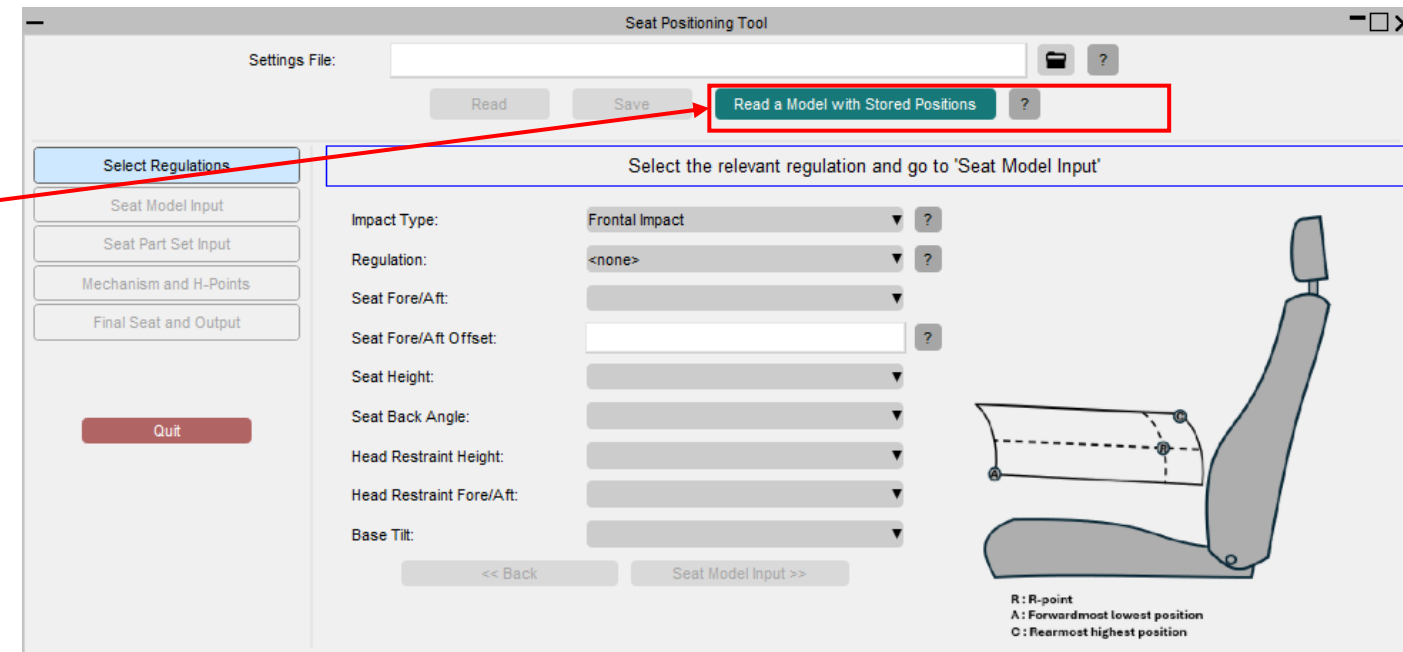 Seat Positioning Tool
Settings File:
?
Read
Save
Read a Model with Stored Positions
?
Select Regulations
Seat Model Input
Seat Part Set Input
Mechanism and H-Points
Final Seat and Output
Quit
Select the relevant regulation and go to 'Seat Model Input'
Impact Type:
Frontal Impact
?
Regulation:
<none>
?
Seat Fore/Aft:
Seat Fore/Aft Offset:
?
Seat Height:
Seat Back Angle:
Head Restraint Height:
Head Restraint Fore/Aft:
Base Tilt:
<< Back
Seat Model Input >>
C
R
A
R : R-point
A : Forwardmost lowest position
C : Rearmost highest position